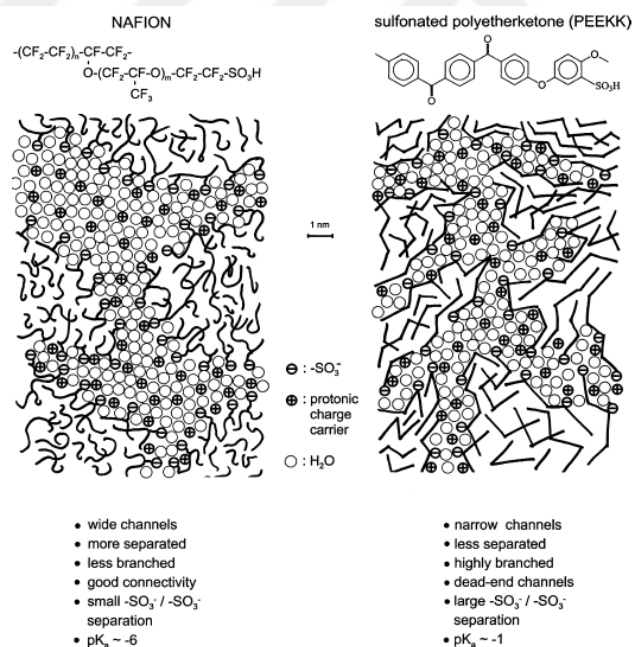 NAFION
sulfonated polyetherketone (PEEKK)
-(CF₂-CF₂)ₙ-CF-CF₂-
O-(CF₂-CF-O)ₘ-CF₂-CF₂-SO₃H
CF₃
O
O
O
O
SO₃H
1 nm
⊖ : -SO₃⁻
⊕ : protonic
charge
carrier
○ : H₂O
• wide channels
• more separated
• less branched
• good connectivity
• small -SO₃⁻ / -SO₃⁻
separation
• pKₐ ~ -6
• narrow channels
• less separated
• highly branched
• dead-end channels
• large -SO₃⁻ / -SO₃⁻
separation
• pKₐ ~ -1